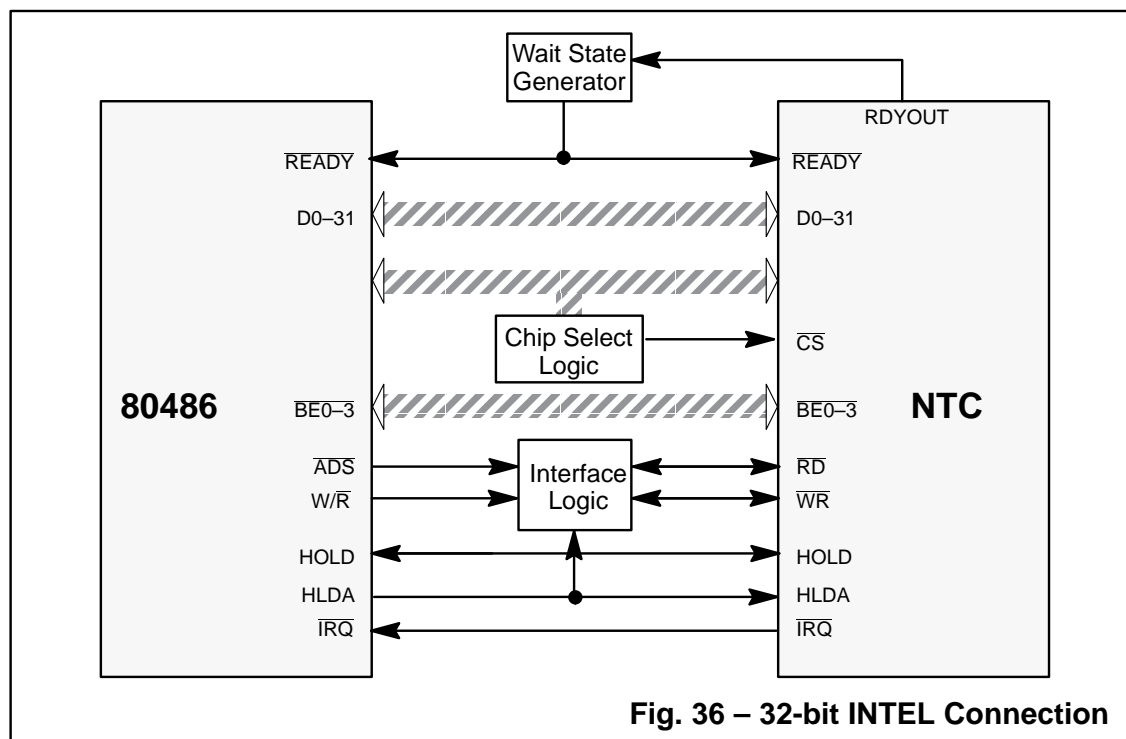 Wait State
Generator
RDYOUT
READY
READY
D0–31
D0–31
Chip Select
Logic
CS
80486
BE0–3
BE0–3
NTC
ADS
Interface
Logic
RD
W/R
WR
HOLD
HOLD
HLDA
HLDA
IRQ
IRQ
Fig. 36 – 32-bit INTEL Connection